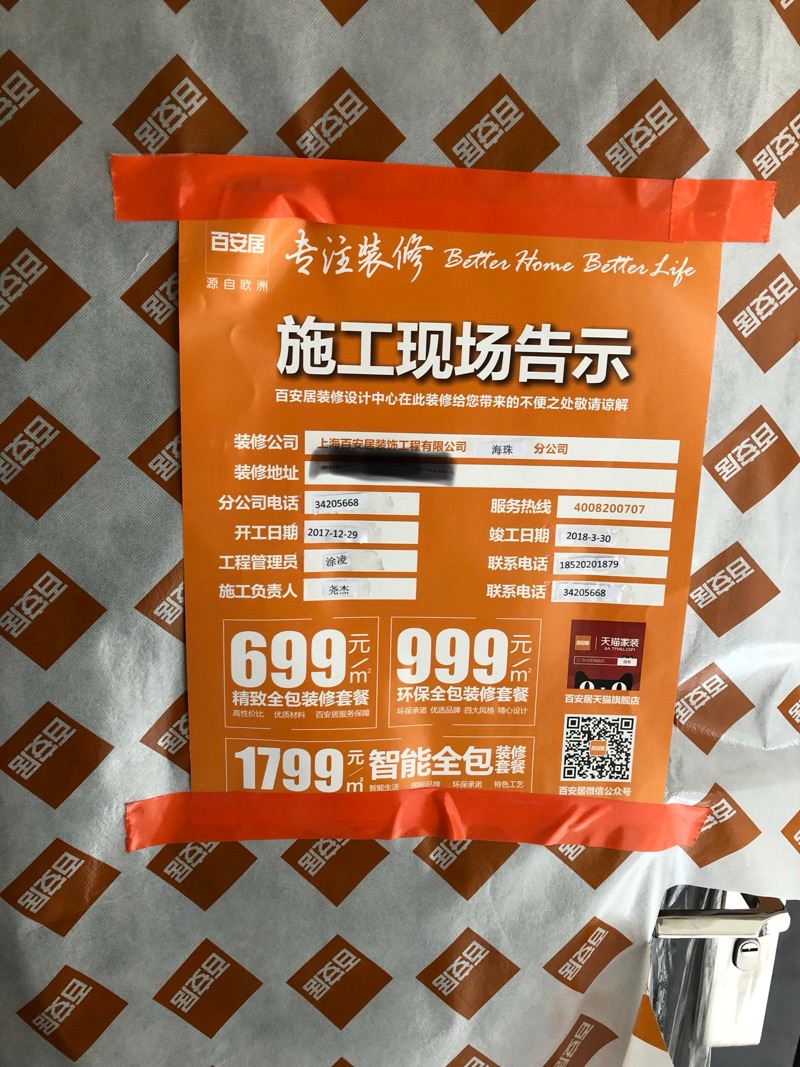 百安居
源自欧洲
专注装修 Better Home Better Life
施工现场告示
百安居装修设计中心在此装修给您带来的不便之处敬请谅解
装修公司 上海百安居装饰工程有限公司 海珠 分公司
装修地址
分公司电话 34205668 服务热线 4008200707
开工日期 2017-12-29 竣工日期 2018-3-30
工程管理员 涂凌 联系电话 18520201879
施工负责人 尧杰 联系电话 34205668
699元/㎡
精致全包装修套餐
高性价比 优质材料 百安居服务保障
999元/㎡
环保全包装修套餐
环保承诺 优选品牌 四大风格 精心设计
1799元/㎡ 智能全包装修套餐
智能生活 国际品牌 环保承诺 特色工艺
百安居 天猫家装
百安居天猫旗舰店
百安居微信公众号